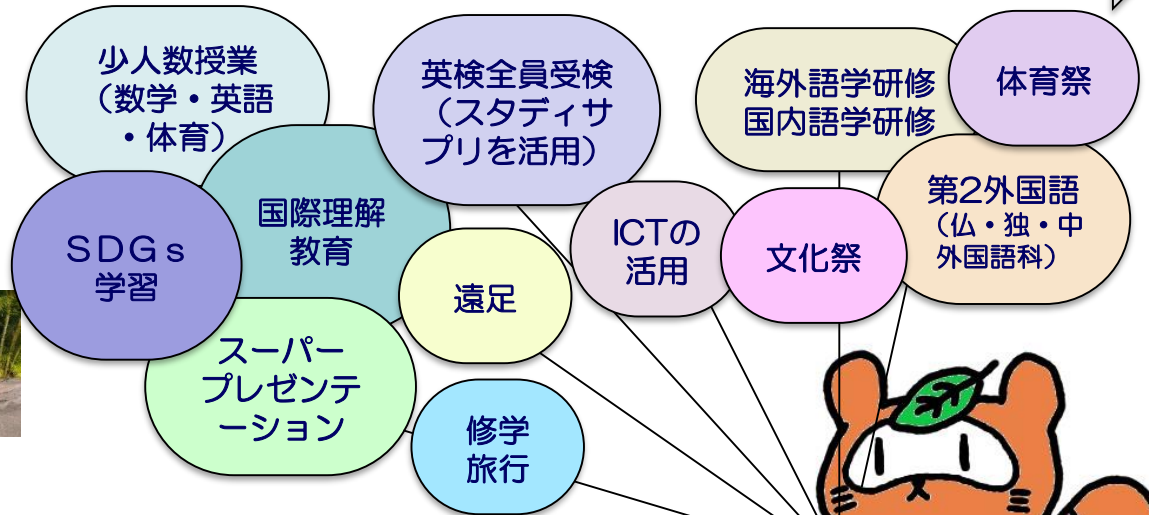 少人数授業
（数学・英語
・体育）
英検全員受検
（スタディサ
プリを活用）
海外語学研修
国内語学研修
体育祭
国際理解
教育
ＳＤＧｓ
学習
遠足
ICTの
活用
文化祭
第2外国語
（仏・独・中
外国語科）
スーパー
プレゼンテ
ーション
修学
旅行